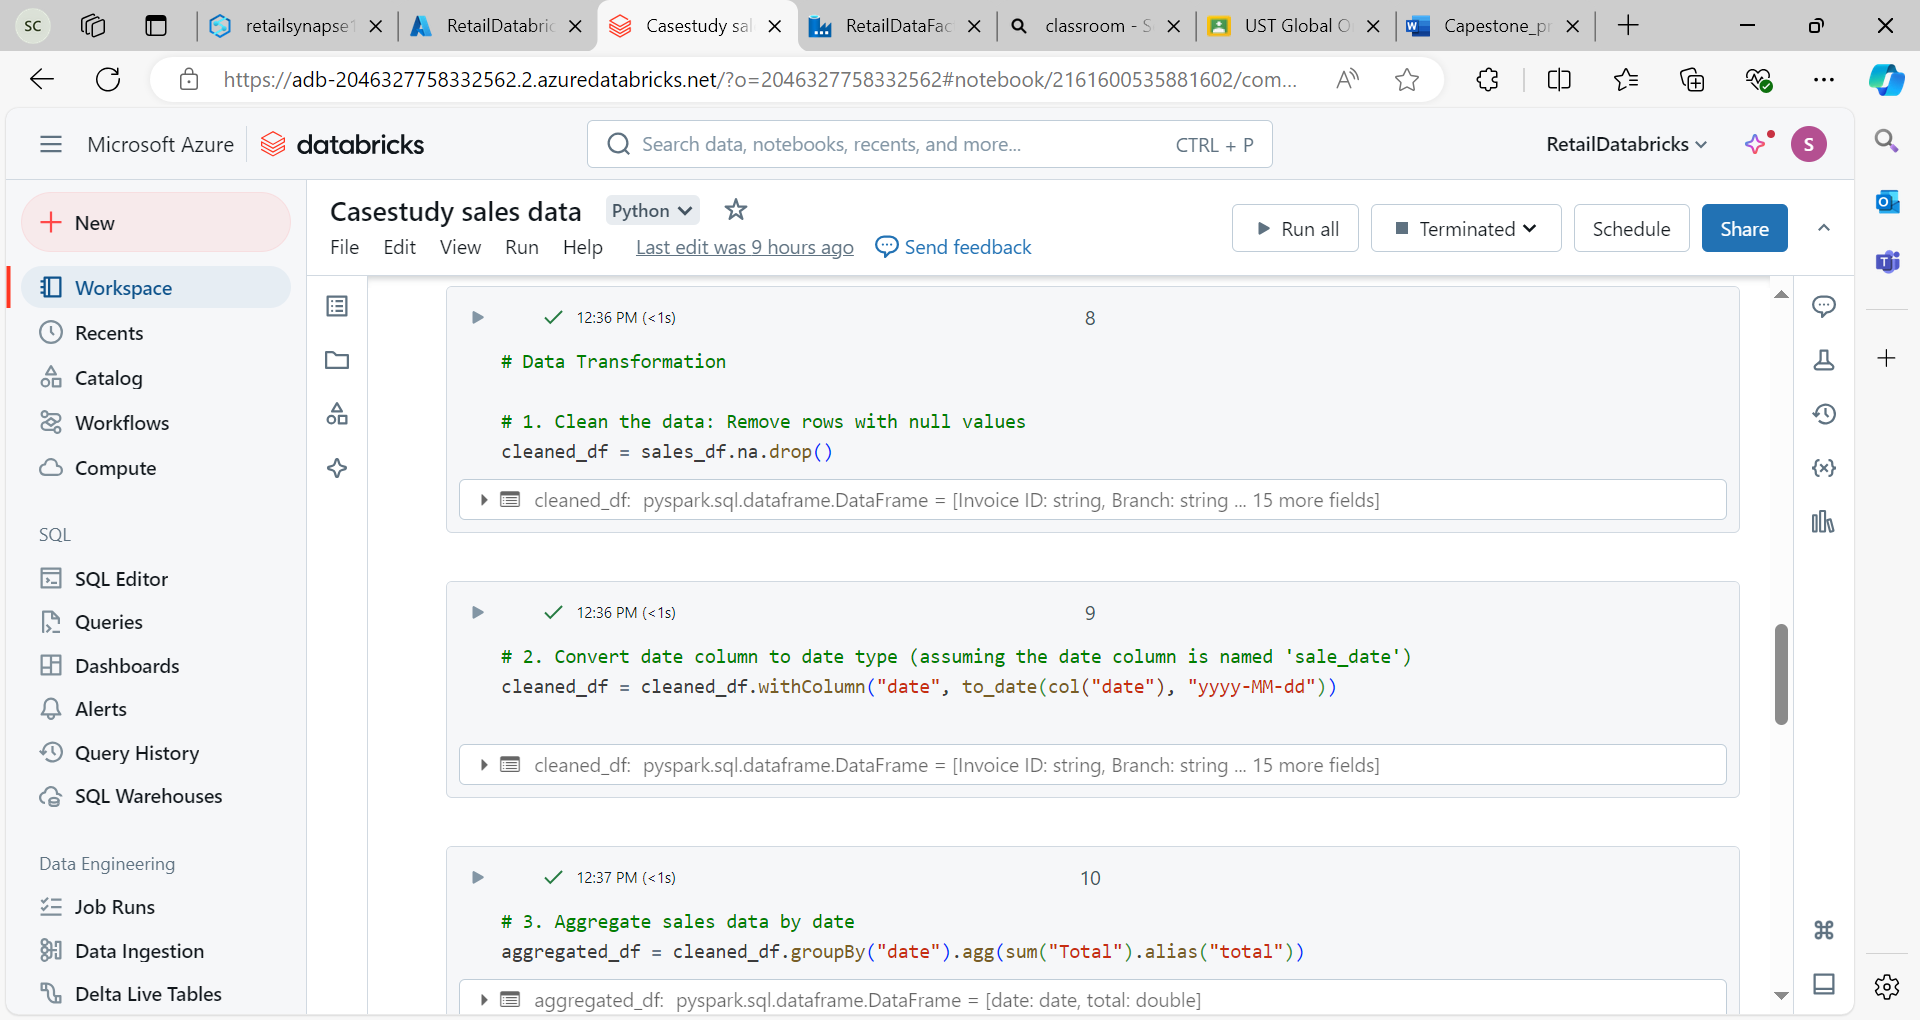 SC
retailsynapse1
RetailDatabric
Casestudy sal
RetailDataFac
classroom - S
UST Global O
Capestone_pr
https://adb-2046327758332562.2.azuredatabricks.net/?o=2046327758332562#notebook/2161600535881602/com...
Microsoft Azure
databricks
Search data, notebooks, recents, and more...
CTRL + P
RetailDatabricks
S
New
Workspace
Recents
Catalog
Workflows
Compute
SQL
SQL Editor
Queries
Dashboards
Alerts
Query History
SQL Warehouses
Data Engineering
Job Runs
Data Ingestion
Delta Live Tables
Casestudy sales data
Python
File Edit View Run Help Last edit was 9 hours ago Send feedback
Run all
Terminated
Schedule
Share
12:36 PM (<1s)
8
# Data Transformation
# 1. Clean the data: Remove rows with null values
cleaned_df = sales_df.na.drop()
cleaned_df: pyspark.sql.dataframe.DataFrame = [Invoice ID: string, Branch: string ... 15 more fields]
12:36 PM (<1s)
9
# 2. Convert date column to date type (assuming the date column is named 'sale_date')
cleaned_df = cleaned_df.withColumn("date", to_date(col("date"), "yyyy-MM-dd"))
cleaned_df: pyspark.sql.dataframe.DataFrame = [Invoice ID: string, Branch: string ... 15 more fields]
12:37 PM (<1s)
10
# 3. Aggregate sales data by date
aggregated_df = cleaned_df.groupBy("date").agg(sum("Total").alias("total"))
aggregated_df: pyspark.sql.dataframe.DataFrame = [date: date, total: double]